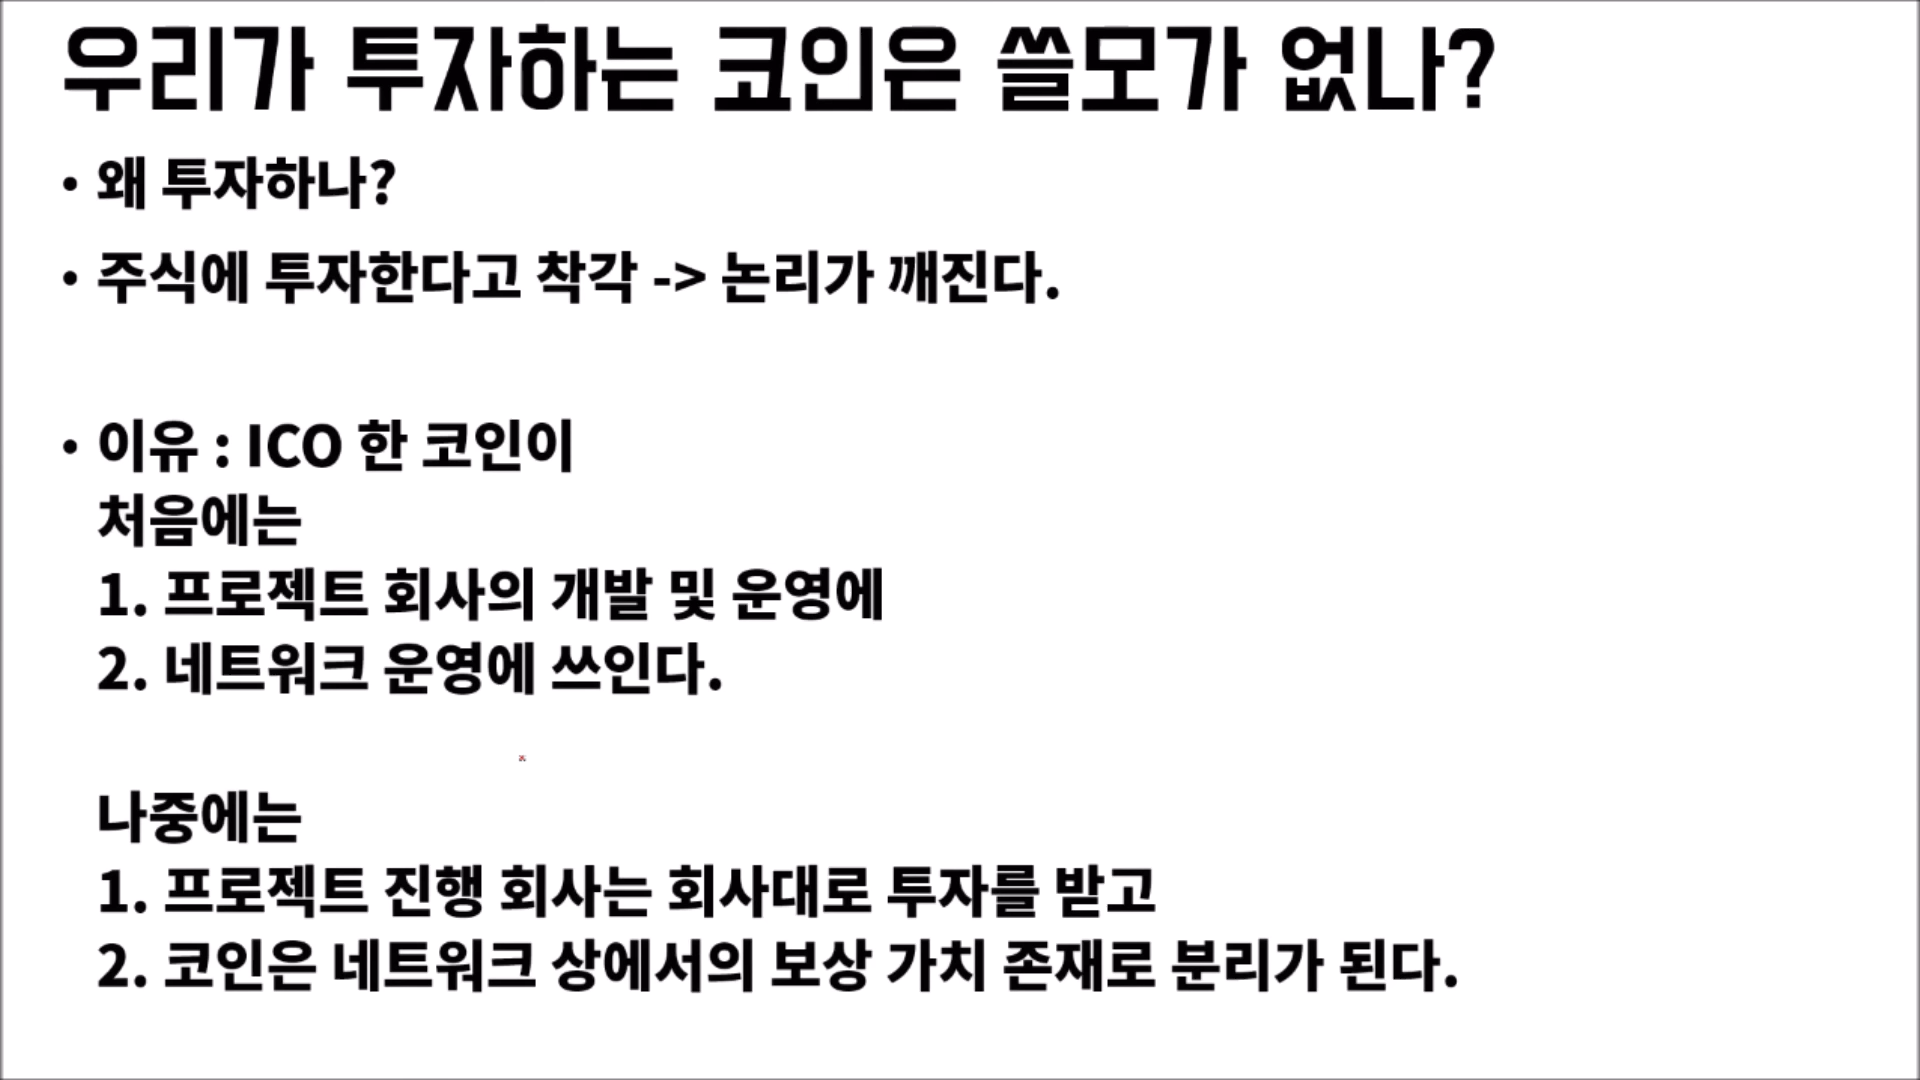 우리가 투자하는 코인은 쓸모가 없나?
• 왜 투자하나?
• 주식에 투자한다고 착각 -> 논리가 깨진다.
• 이유 : ICO 한 코인이
처음에는
1. 프로젝트 회사의 개발 및 운영에
2. 네트워크 운영에 쓰인다.
나중에는
1. 프로젝트 진행 회사는 회사대로 투자를 받고
2. 코인은 네트워크 상에서의 보상 가치 존재로 분리가 된다.